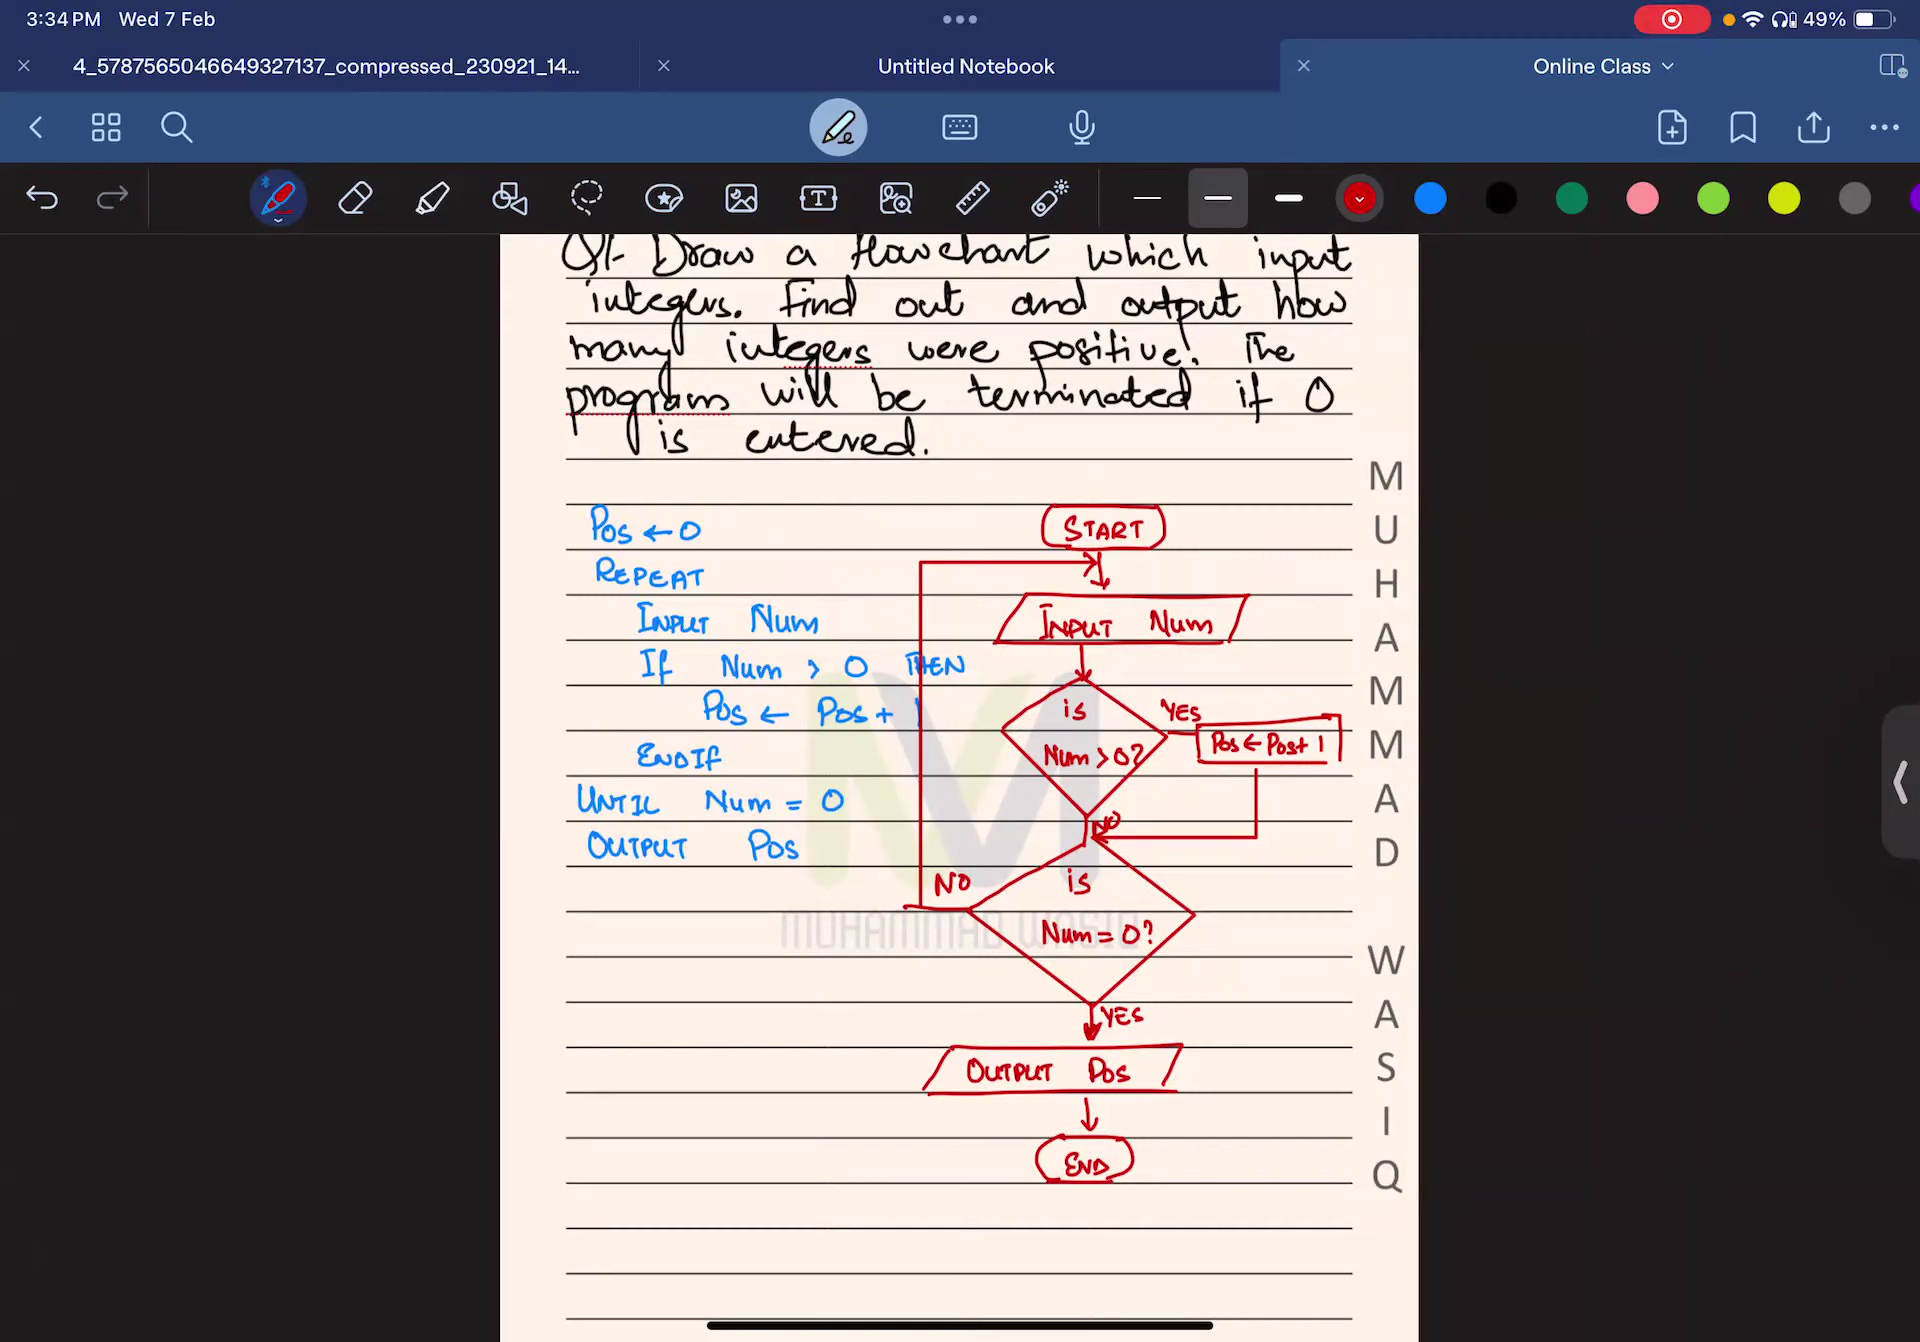 3:34 PM Wed 7 Feb
49%
4_5787565046649327137_compressed_230921_14...
Untitled Notebook
Online Class
Q1- Draw a flowchart which input
integers. Find out and output how
many integers were positive. The
program will be terminated if 0
is entered.
Pos ← 0
REPEAT
INPUT Num
If Num > 0 THEN
Pos ← Pos + 1
ENDIf
UNTIL Num = 0
OUTPUT Pos
START
INPUT Num
is
Num > 0?
YES
Pos ← Pos + 1
NO
is
Num = 0?
NO
YES
OUTPUT Pos
END
MUHAMMAD WASIQ
MUHAMMAD WASIQ